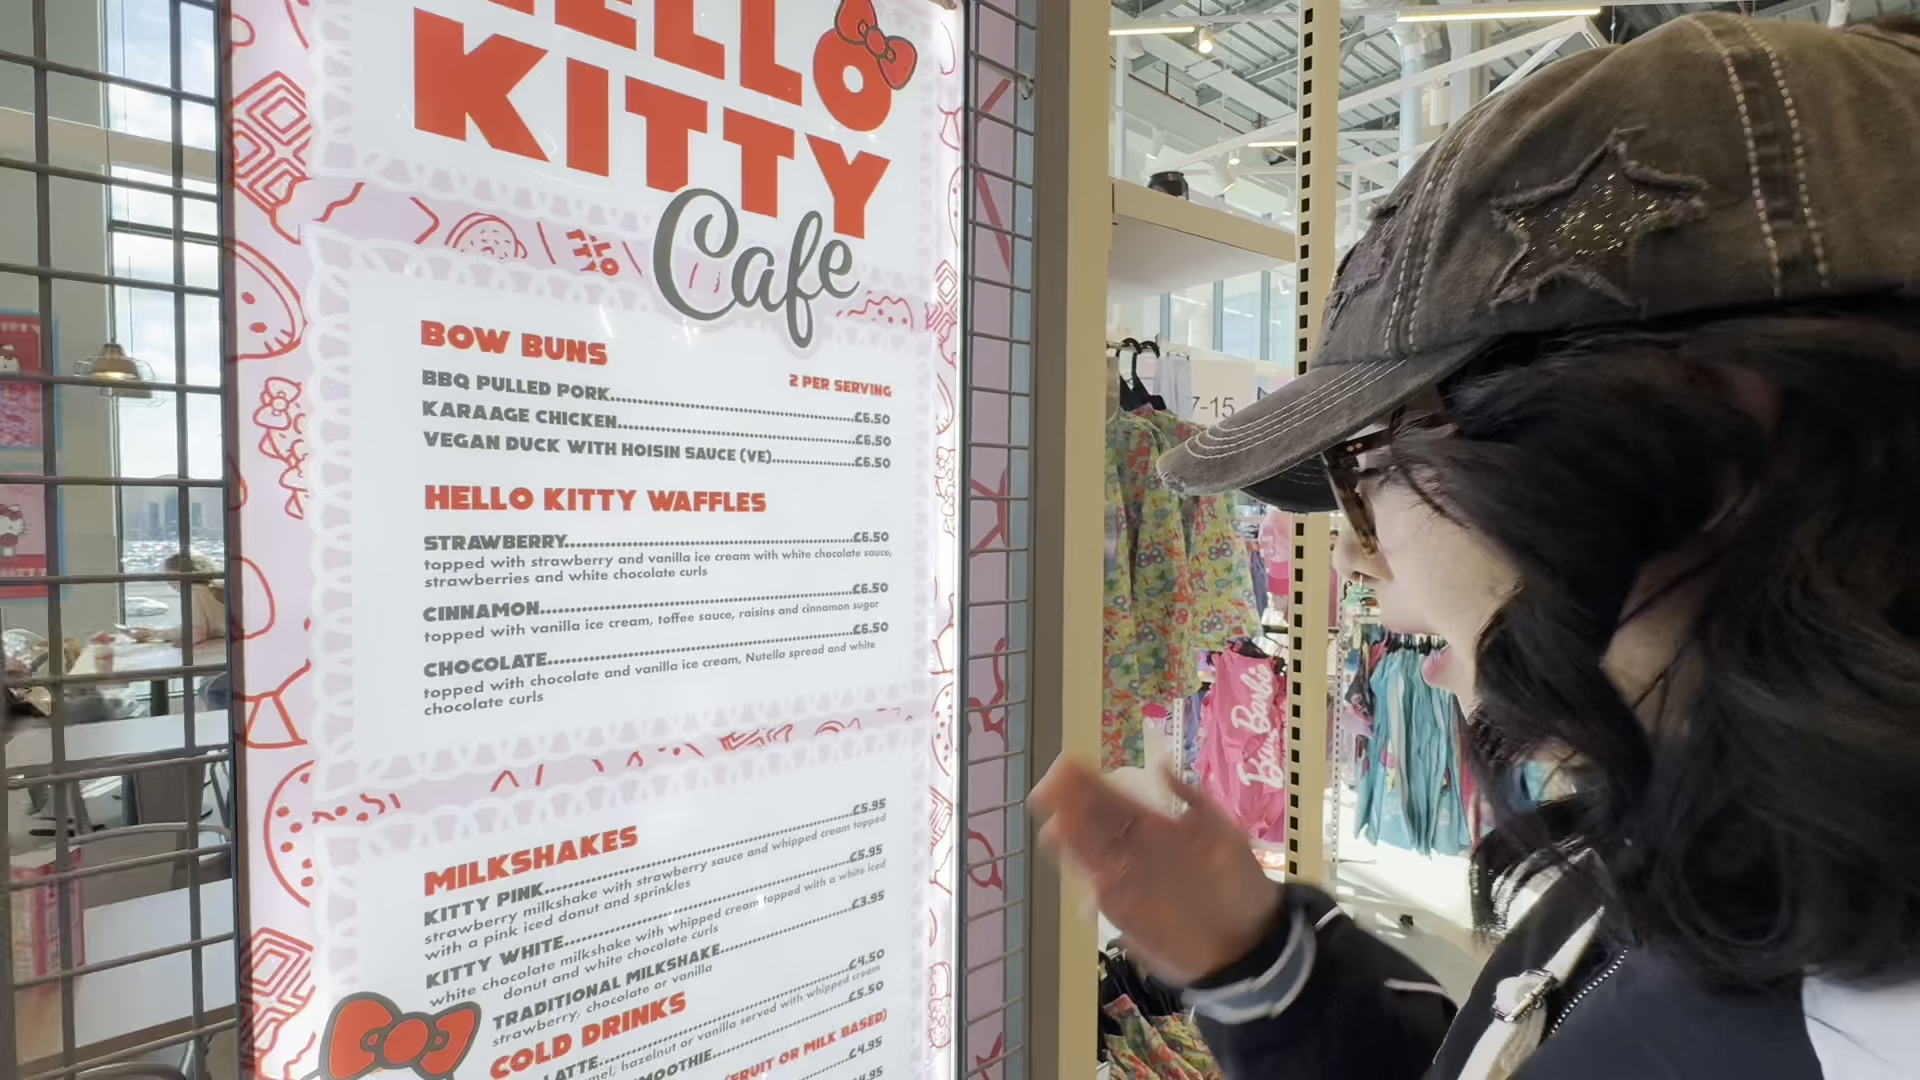 HELLO
KITTY
Cafe
BOW BUNS
2 PER SERVING
BBQ PULLED PORK £6.50
KARAAGE CHICKEN £6.50
VEGAN DUCK WITH HOISIN SAUCE (VE) £6.50
HELLO KITTY WAFFLES
STRAWBERRY £6.50
topped with strawberry and vanilla ice cream with white chocolate sauce,
strawberries and white chocolate curls
CINNAMON £6.50
topped with vanilla ice cream, toffee sauce, raisins and cinnamon sugar
CHOCOLATE £6.50
topped with chocolate and vanilla ice cream, Nutella spread and white
chocolate curls
MILKSHAKES
KITTY PINK £5.95
strawberry milkshake with strawberry sauce and whipped cream topped
with a pink iced donut and sprinkles
KITTY WHITE £5.95
white chocolate milkshake with whipped cream topped with a white iced
donut and white chocolate curls
TRADITIONAL MILKSHAKE £3.95
strawberry, chocolate or vanilla
COLD DRINKS
LATTE £4.50
hazelnut or vanilla served with whipped cream
SMOOTHIE £5.50
(FRUIT OR MILK BASED)
£4.95
7-15
Barbie